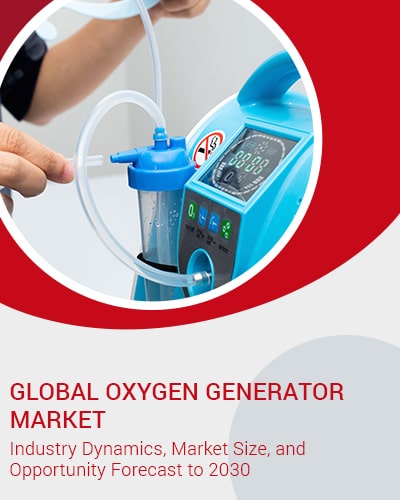 GLOBAL OXYGEN GENERATOR
MARKET
Industry Dynamics, Market Size, and
Opportunity Forecast to 2030